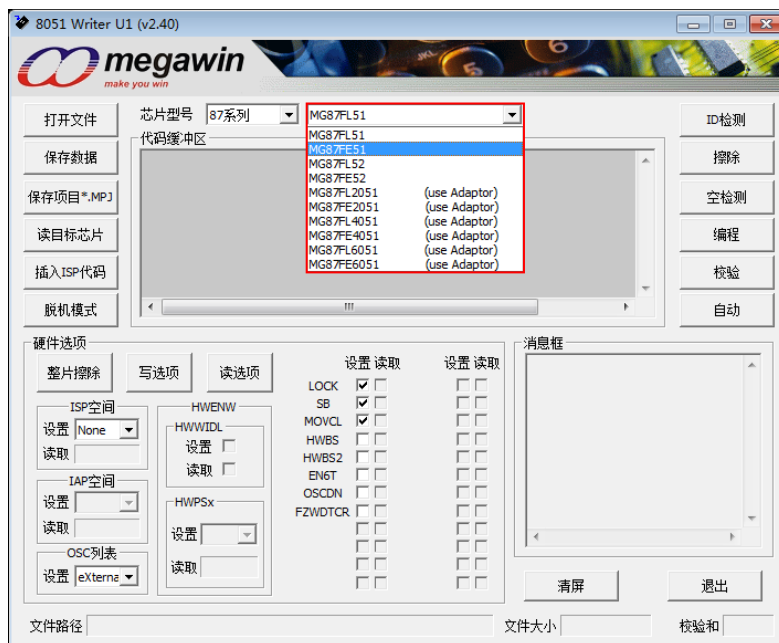 8051 Writer U1 (v2.40)
megawin
make you win
打开文件
芯片型号 87系列 MG87FL51
ID检测
代码缓冲区
MG87FL51
MG87FE51
MG87FL52
MG87FE52
MG87FL2051 (use Adaptor)
MG87FE2051 (use Adaptor)
MG87FL4051 (use Adaptor)
MG87FE4051 (use Adaptor)
MG87FL6051 (use Adaptor)
MG87FE6051 (use Adaptor)
保存数据
擦除
保存项目*.MPJ
空检测
读目标芯片
编程
插入ISP代码
校验
脱机模式
自动
硬件选项
整片擦除 写选项 读选项
ISP空间
设置 None
读取
IAP空间
设置
读取
OSC列表
设置 eXterna
HWENW
HWWIDL
设置
读取
HWPSx
设置
读取
设置 读取 设置 读取
LOCK
SB
MOVCL
HWBS
HWBS2
EN6T
OSCDN
FZWDTCR
消息框
清屏 退出
文件路径 文件大小 校验和